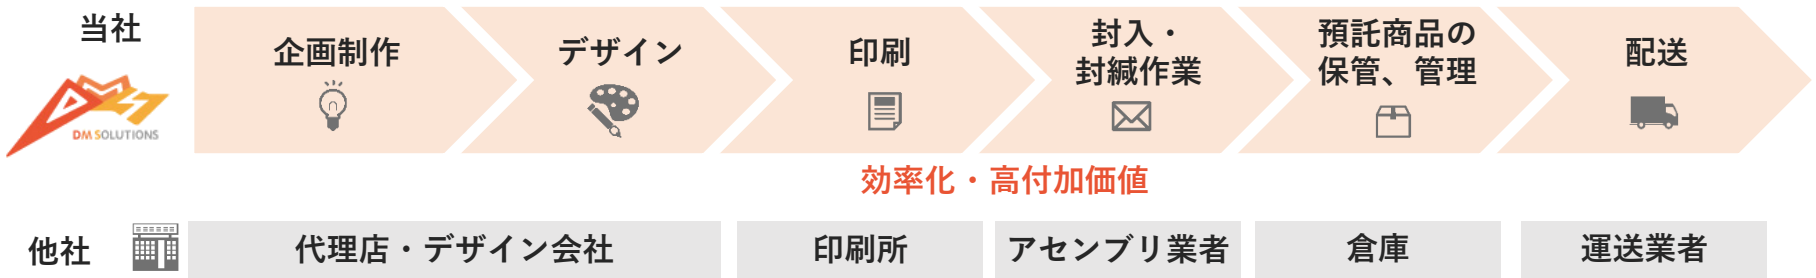 当社
企画制作
デザイン
印刷
封入・
封緘作業
預託商品の
保管、管理
配送
DM SOLUTIONS
効率化・高付加価値
他社
代理店・デザイン会社
印刷所
アセンブリ業者
倉庫
運送業者